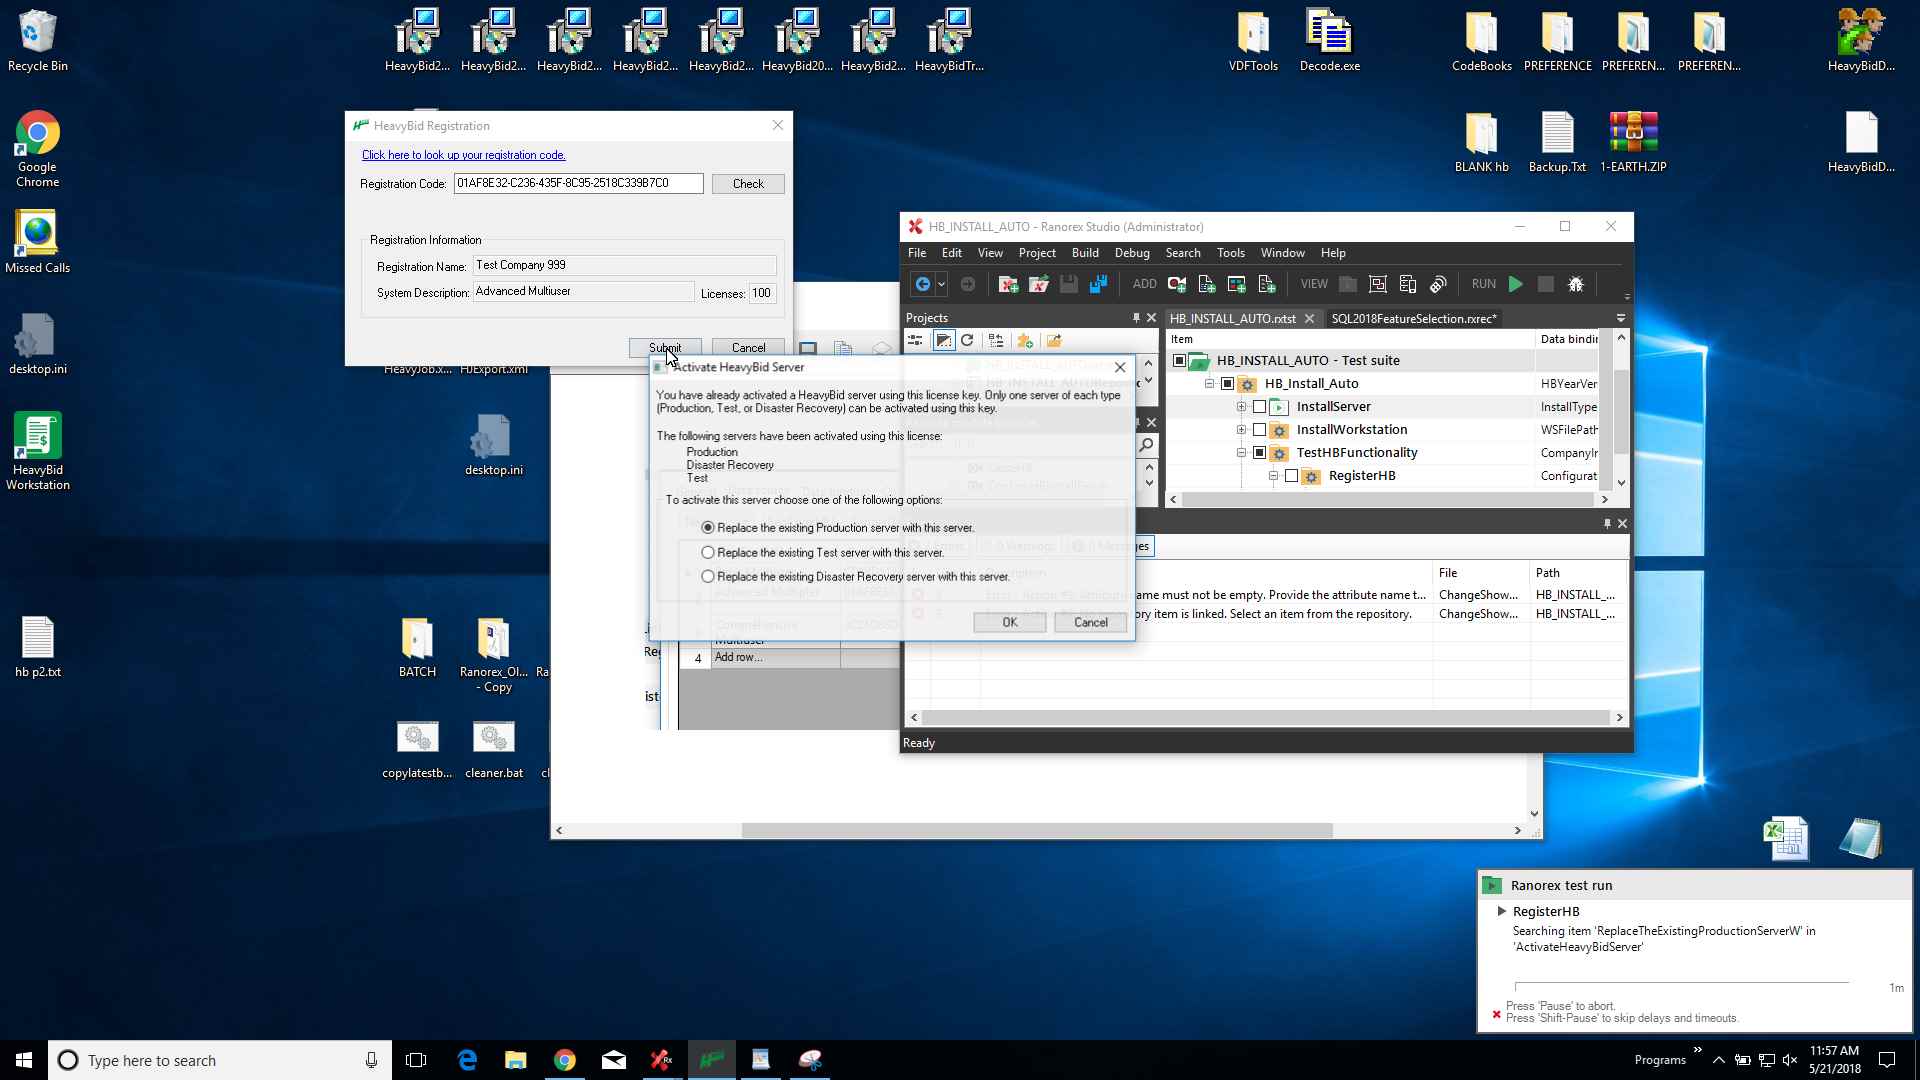 Recycle Bin
HeavyBid2...
HeavyBid2...
HeavyBid2...
HeavyBid2...
HeavyBid2...
HeavyBid20...
HeavyBid2...
HeavyBidTr...
VDFTools
Decode.exe
CodeBooks
PREFERENCE
PREFEREN...
PREFEREN...
HeavyBidD...
Google
Chrome
Missed Calls
desktop.ini
HeavyBid
Workstation
hb p2.txt
BLANK hb
Backup.Txt
1-EARTH.ZIP
HeavyBidD...
HeavyBid Registration
Click here to look up your registration code.
Registration Code:
01AF8E32-C236-435F-8C95-2518C339B7C0
Check
Registration Information
Registration Name:
Test Company 999
System Description:
Advanced Multiuser
Licenses:
100
Submit
Cancel
HeavyJob.x...
HJExport.xml
desktop.ini
BATCH
Ranorex_Ol...
- Copy
Ra
copylatestb...
cleaner.bat
cl
Activate HeavyBid Server
You have already activated a HeavyBid server using this license key. Only one server of each type
(Production, Test, or Disaster Recovery) can be activated using this key.
The following servers have been activated using this license:
Production
Disaster Recovery
Test
To activate this server choose one of the following options:
Replace the existing Production server with this server.
Replace the existing Test server with this server.
Replace the existing Disaster Recovery server with this server.
OK
Cancel
Multiuser
4
Add row...
Reg
ist
HB_INSTALL_AUTO - Ranorex Studio (Administrator)
File
Edit
View
Project
Build
Debug
Search
Tools
Window
Help
ADD
VIEW
RUN
Projects
HB_INSTALL_AUTO.rxtst
SQL2018FeatureSelection.rxrec*
Item
Data bindin
HB_INSTALL_AUTO - Test suite
HB_Install_Auto
HBYearVer
InstallServer
InstallType
InstallWorkstation
WSFilePath
TestHBFunctionality
CompanyIn
RegisterHB
Configurat
0 Warnings
0 Messages
Description
File
Path
ame must not be empty. Provide the attribute name t...
ChangeShow...
HB_INSTALL_...
ory item is linked. Select an item from the repository.
ChangeShow...
HB_INSTALL_...
Ready
Ranorex test run
RegisterHB
Searching item 'ReplaceTheExistingProductionServerW' in
'ActivateHeavyBidServer'
1m
Press 'Pause' to abort.
Press 'Shift-Pause' to skip delays and timeouts.
Type here to search
Programs
11:57 AM
5/21/2018